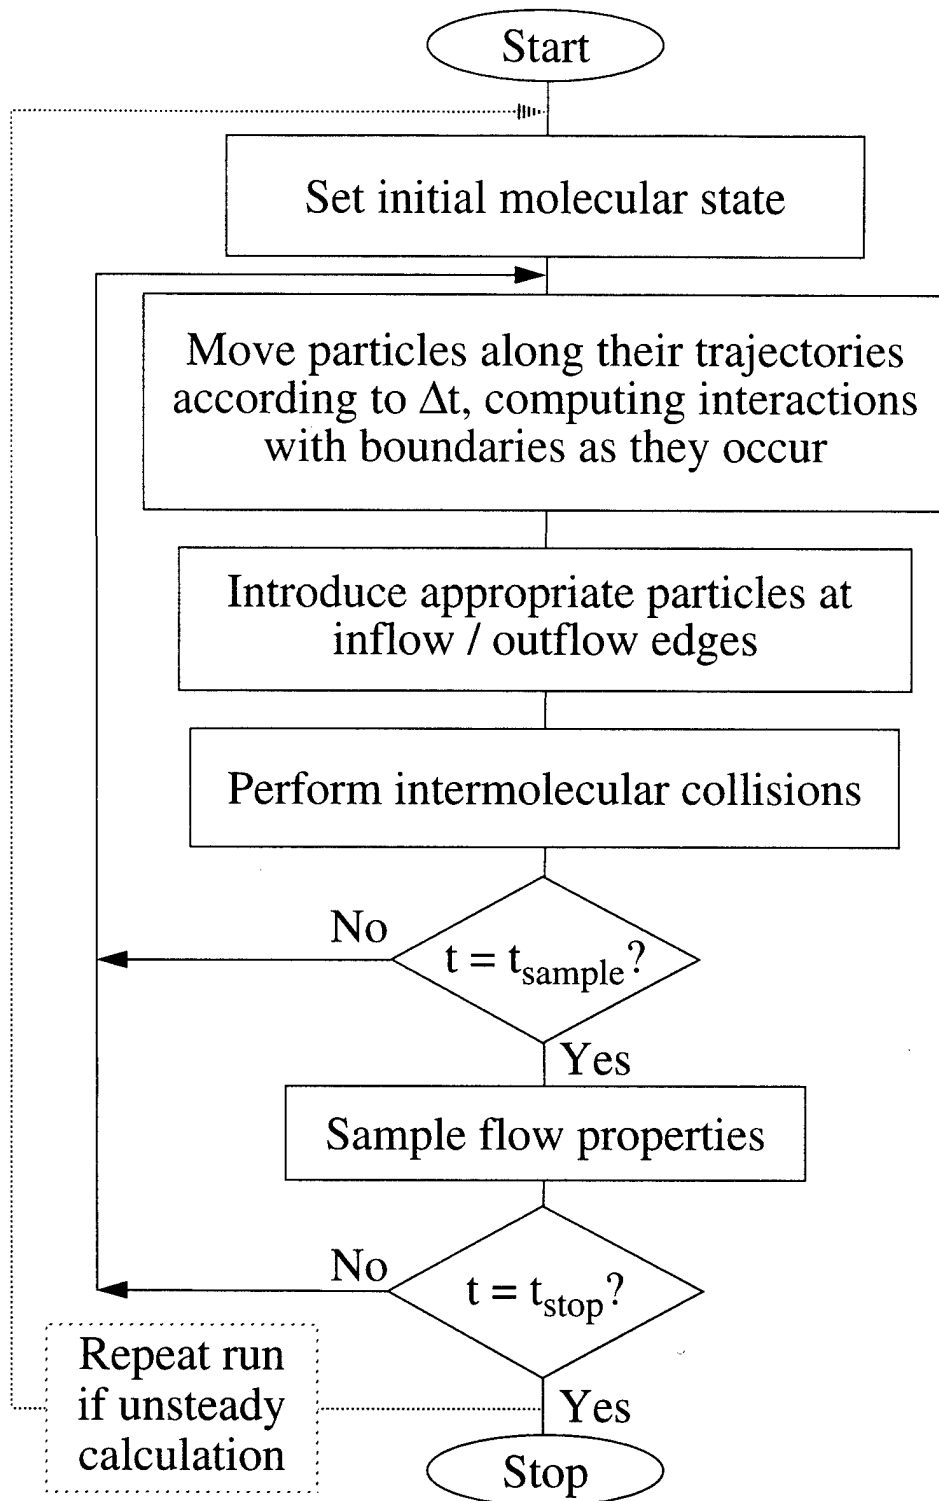 Start
Set initial molecular state
Move particles along their trajectories
according to Δt, computing interactions
with boundaries as they occur
Introduce appropriate particles at
inflow / outflow edges
Perform intermolecular collisions
No
t = t_sample?
Yes
Sample flow properties
No
t = t_stop?
Repeat run
if unsteady
calculation
Yes
Stop